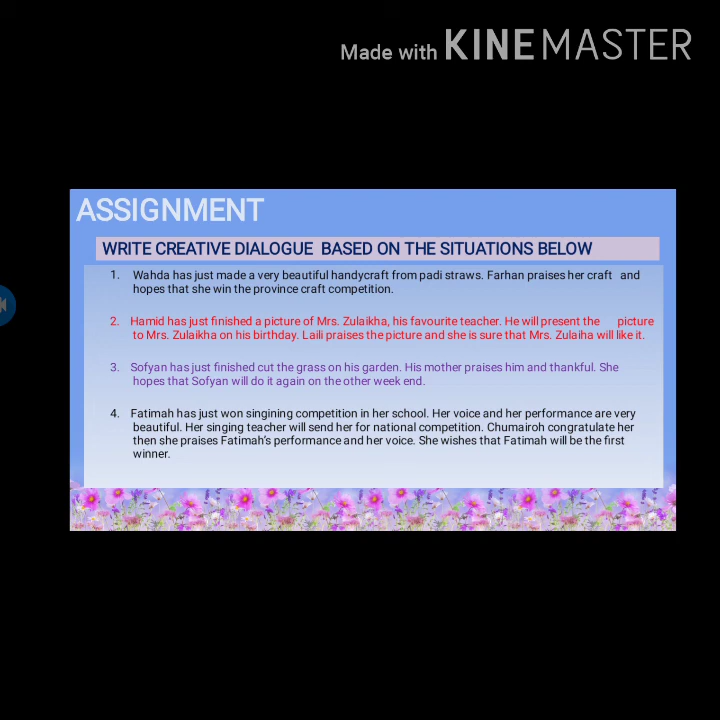 Made with KINEMASTER
ASSIGNMENT
WRITE CREATIVE DIALOGUE BASED ON THE SITUATIONS BELOW
1. Wahda has just made a very beautiful handycraft from padi straws. Farhan praises her craft and
hopes that she win the province craft competition.
2. Hamid has just finished a picture of Mrs. Zulaikha, his favourite teacher. He will present the picture
to Mrs. Zulaikha on his birthday. Laili praises the picture and she is sure that Mrs. Zulaiha will like it.
3. Sofyan has just finished cut the grass on his garden. His mother praises him and thankful. She
hopes that Sofyan will do it again on the other week end.
4. Fatimah has just won singining competition in her school. Her voice and her performance are very
beautiful. Her singing teacher will send her for national competition. Chumairoh congratulate her
then she praises Fatimah's performance and her voice. She wishes that Fatimah will be the first
winner.